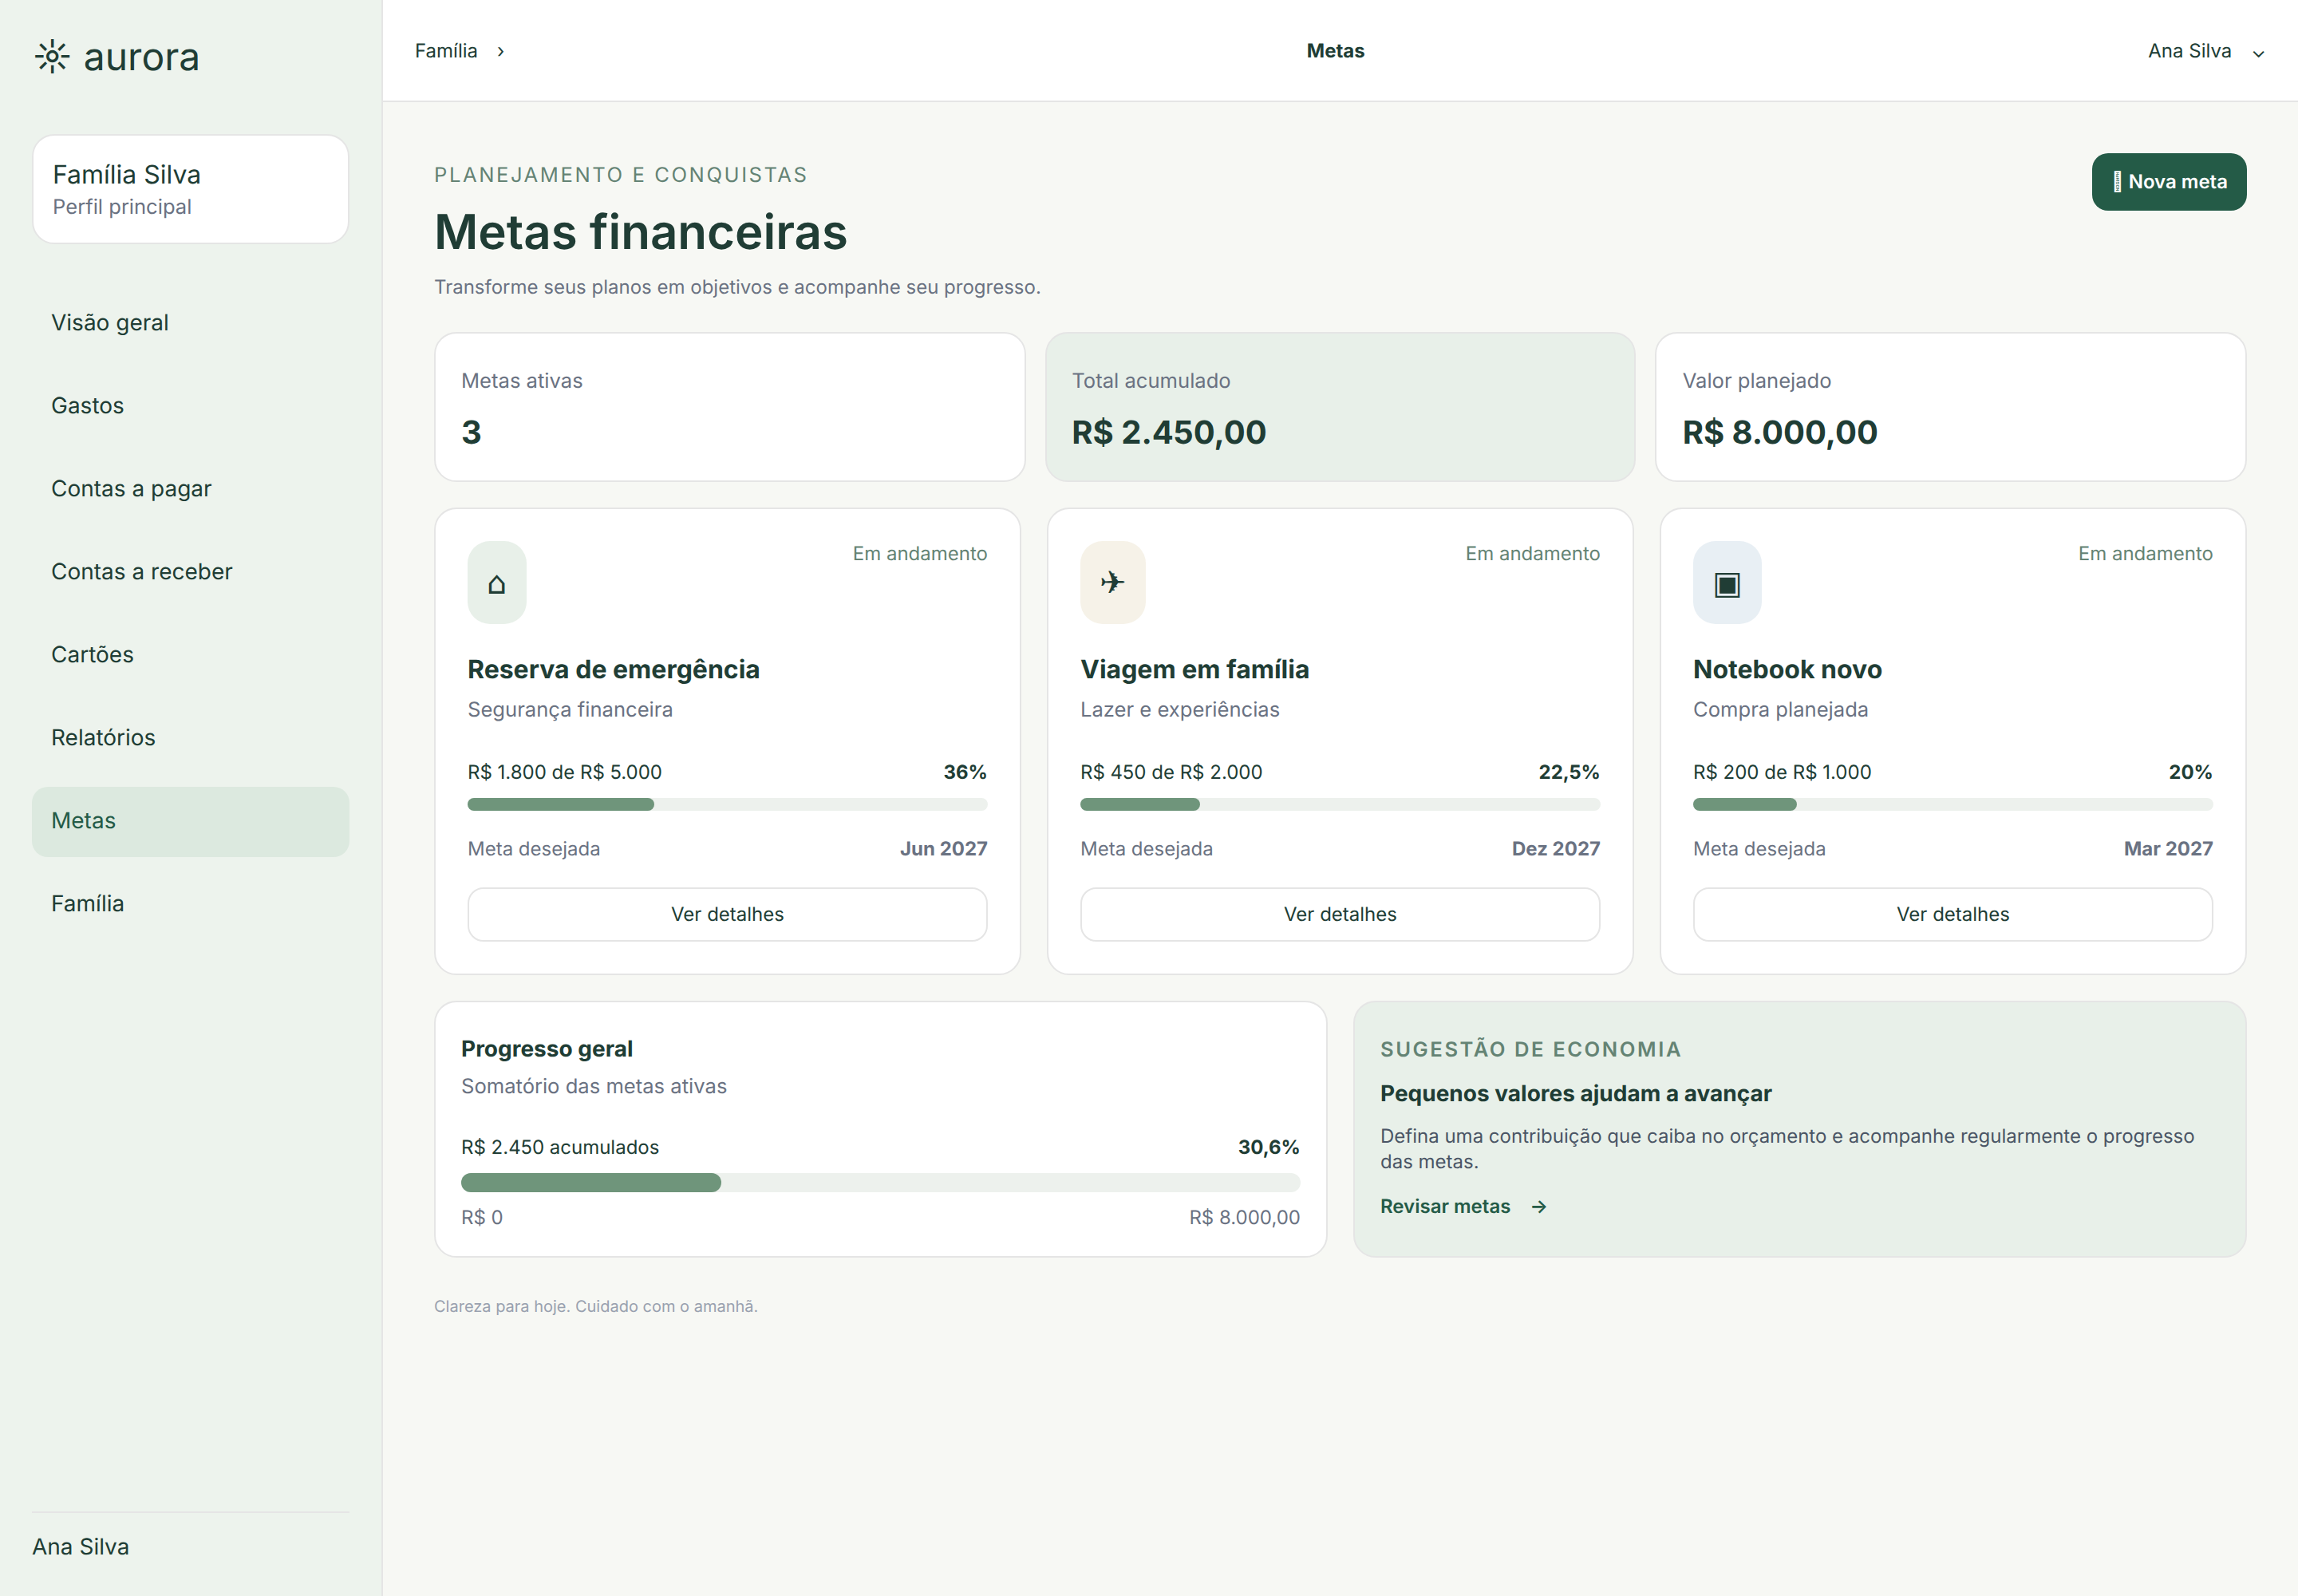 aurora
Família Silva
Perfil principal
Visão geral
Gastos
Contas a pagar
Contas a receber
Cartões
Relatórios
Metas
Família
Ana Silva
Família ›
Metas
Ana Silva
PLANEJAMENTO E CONQUISTAS
Metas financeiras
Transforme seus planos em objetivos e acompanhe seu progresso.
Nova meta
Metas ativas
3
Total acumulado
R$ 2.450,00
Valor planejado
R$ 8.000,00
Em andamento
Reserva de emergência
Segurança financeira
R$ 1.800 de R$ 5.000 36%
Meta desejada Jun 2027
Ver detalhes
Em andamento
Viagem em família
Lazer e experiências
R$ 450 de R$ 2.000 22,5%
Meta desejada Dez 2027
Ver detalhes
Em andamento
Notebook novo
Compra planejada
R$ 200 de R$ 1.000 20%
Meta desejada Mar 2027
Ver detalhes
Progresso geral
Somatório das metas ativas
R$ 2.450 acumulados 30,6%
R$ 0 R$ 8.000,00
SUGESTÃO DE ECONOMIA
Pequenos valores ajudam a avançar
Defina uma contribuição que caiba no orçamento e acompanhe regularmente o progresso
das metas.
Revisar metas →
Clareza para hoje. Cuidado com o amanhã.